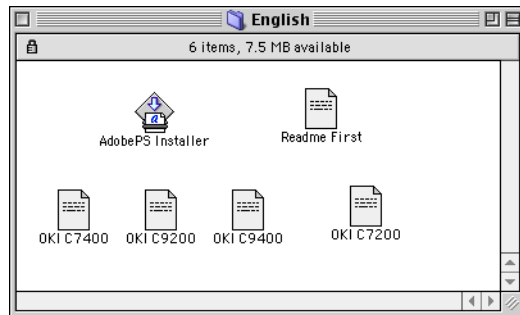 English
6 items, 7.5 MB available
AdobePS Installer
Readme First
OKI C7400
OKI C9200
OKI C9400
OKI C7200